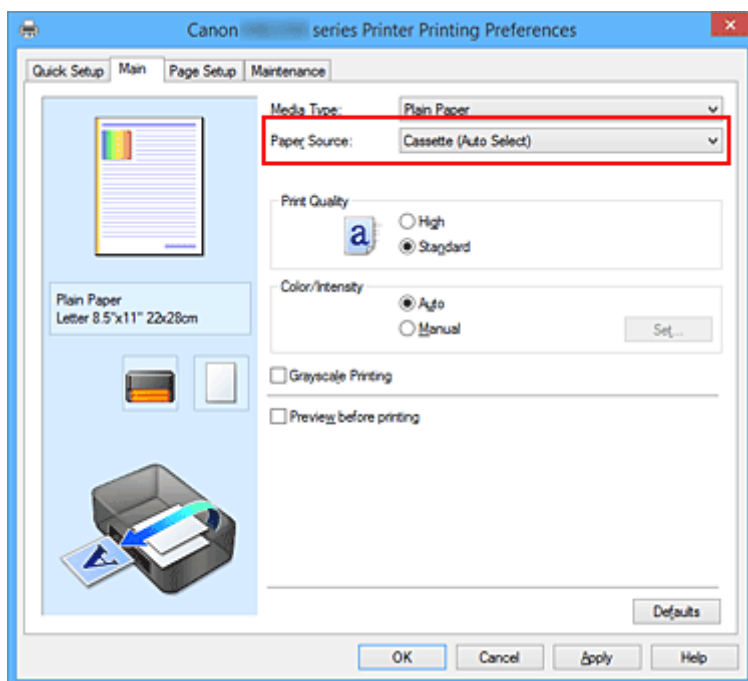 Canon series Printer Printing Preferences
Quick Setup Main Page Setup Maintenance
Media Type: Plain Paper
Paper Source: Cassette (Auto Select)
Print Quality
a
High
Standard
Color/Intensity
Auto
Manual
Set...
Plain Paper
Letter 8.5"x11" 22x28cm
Grayscale Printing
Preview before printing
A
Defaults
OK Cancel Apply Help